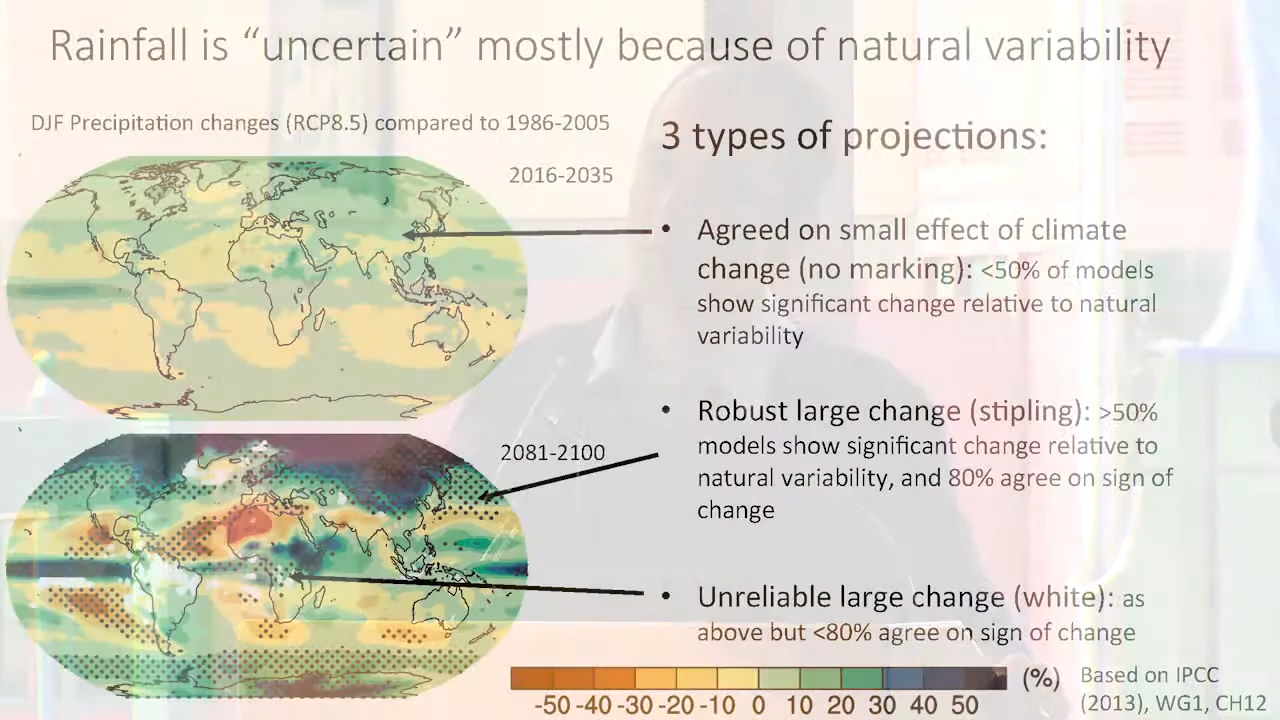 Rainfall is “uncertain” mostly because of natural variability
DJF Precipitation changes (RCP8.5) compared to 1986-2005
2016-2035
3 types of projections:
• Agreed on small effect of climate
change (no marking): <50% of models
show significant change relative to natural
variability
2081-2100
• Robust large change (stipling): >50%
models show significant change relative to
natural variability, and 80% agree on sign of
change
• Unreliable large change (white): as
above but <80% agree on sign of change
-50 -40 -30 -20 -10 0 10 20 30 40 50
(%)
Based on IPCC
(2013), WG1, CH12